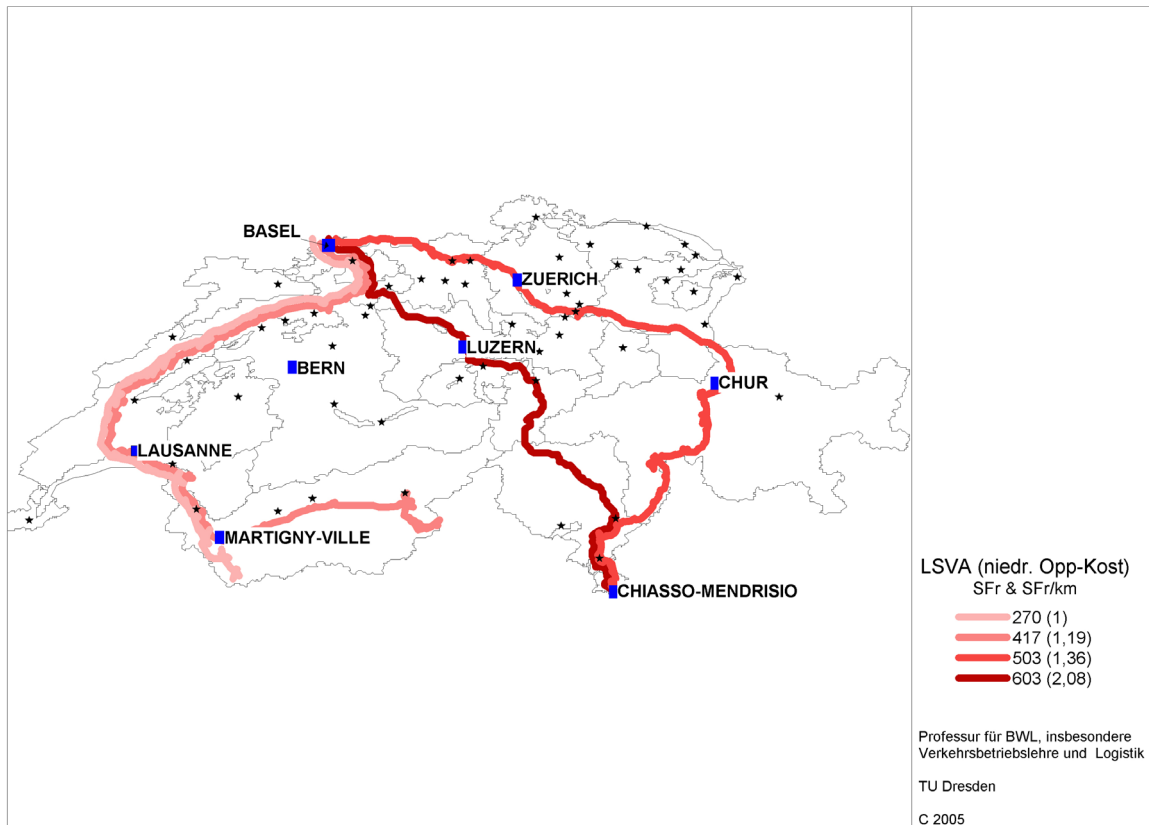 BASEL
ZUERICH
LUZERN
BERN
CHUR
LAUSANNE
MARTIGNY-VILLE
CHIASSO-MENDRISIO
LSVA (niedr. Opp-Kost)
SFr & SFr/km
270 (1)
417 (1,19)
503 (1,36)
603 (2,08)
Professur für BWL, insbesondere
Verkehrsbetriebslehre und Logistik
TU Dresden
C 2005